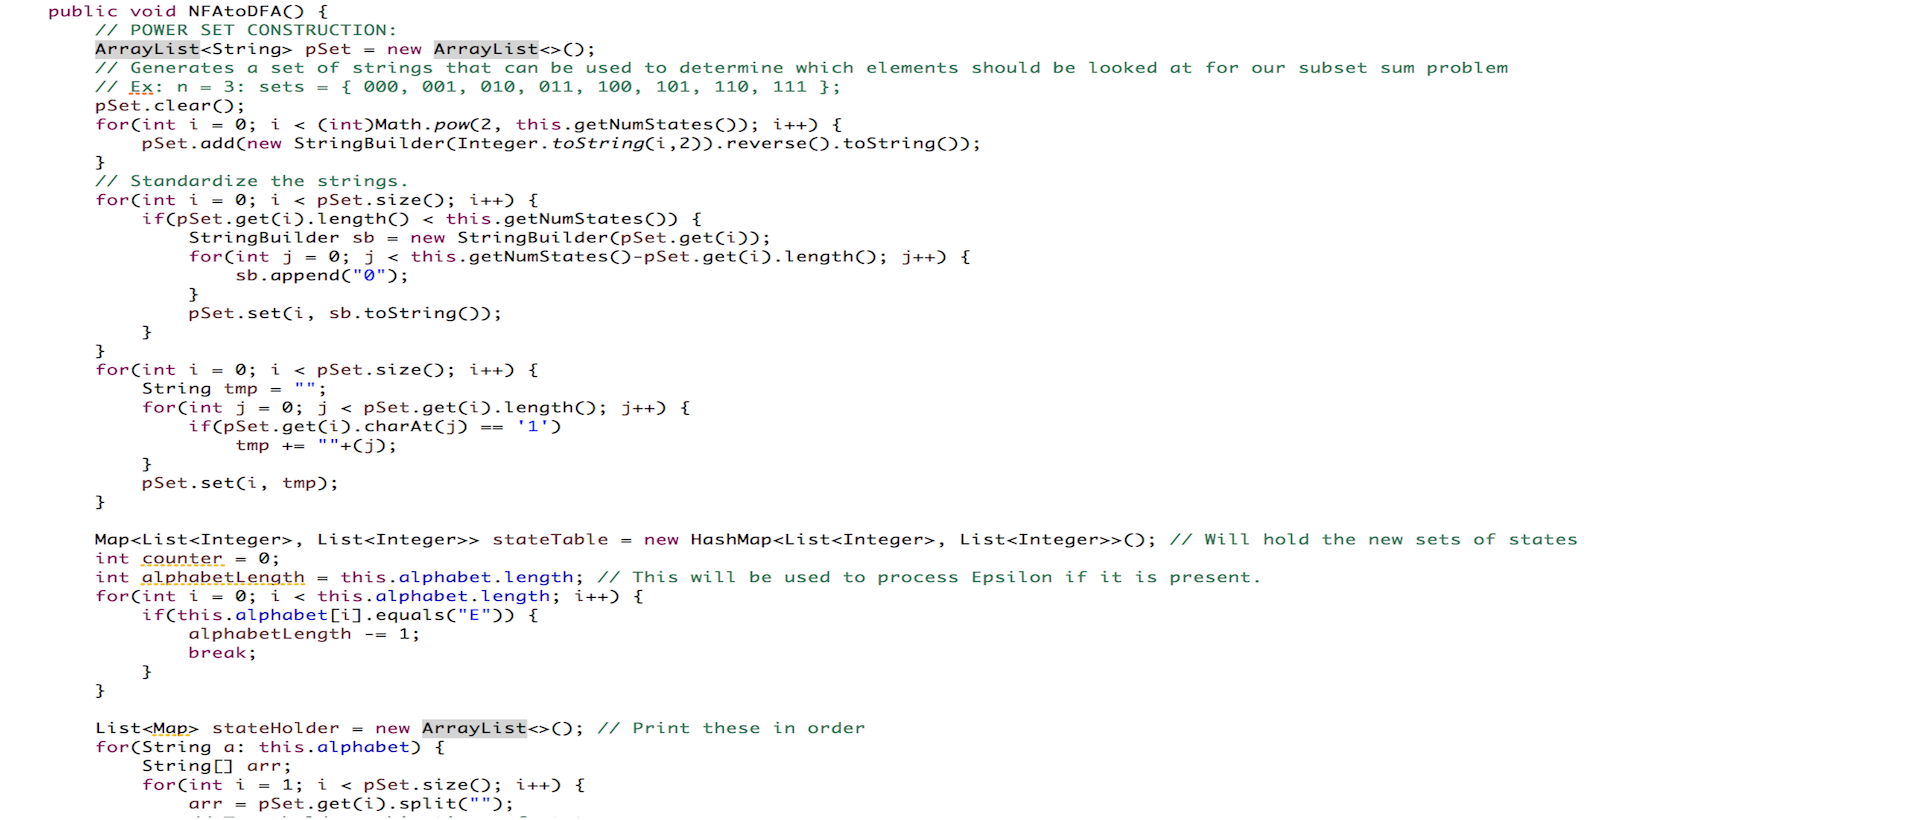 public void NFAtoDFA() {
// POWER SET CONSTRUCTION:
ArrayList<String> pSet = new ArrayList<>();
// Generates a set of strings that can be used to determine which elements should be looked at for our subset sum problem
// Ex: n = 3: sets = { 000, 001, 010, 011, 100, 101, 110, 111 };
pSet.clear();
for(int i = 0; i < (int)Math.pow(2, this.getNumStates()); i++) {
pSet.add(new StringBuilder(Integer.toString(i,2)).reverse().toString());
}
// Standardize the strings.
for(int i = 0; i < pSet.size(); i++) {
if(pSet.get(i).length() < this.getNumStates()) {
StringBuilder sb = new StringBuilder(pSet.get(i));
for(int j = 0; j < this.getNumStates()-pSet.get(i).length(); j++) {
sb.append("0");
}
pSet.set(i, sb.toString());
}
}
for(int i = 0; i < pSet.size(); i++) {
String tmp = "";
for(int j = 0; j < pSet.get(i).length(); j++) {
if(pSet.get(i).charAt(j) == '1')
tmp += ""+(j);
}
pSet.set(i, tmp);
}
Map<List<Integer>, List<Integer>> stateTable = new HashMap<List<Integer>, List<Integer>>(); // Will hold the new sets of states
int counter = 0;
int alphabetLength = this.alphabet.length; // This will be used to process Epsilon if it is present.
for(int i = 0; i < this.alphabet.length; i++) {
if(this.alphabet[i].equals("E")) {
alphabetLength -= 1;
break;
}
}
List<Map> stateHolder = new ArrayList<>(); // Print these in order
for(String a: this.alphabet) {
String[] arr;
for(int i = 1; i < pSet.size(); i++) {
arr = pSet.get(i).split("");